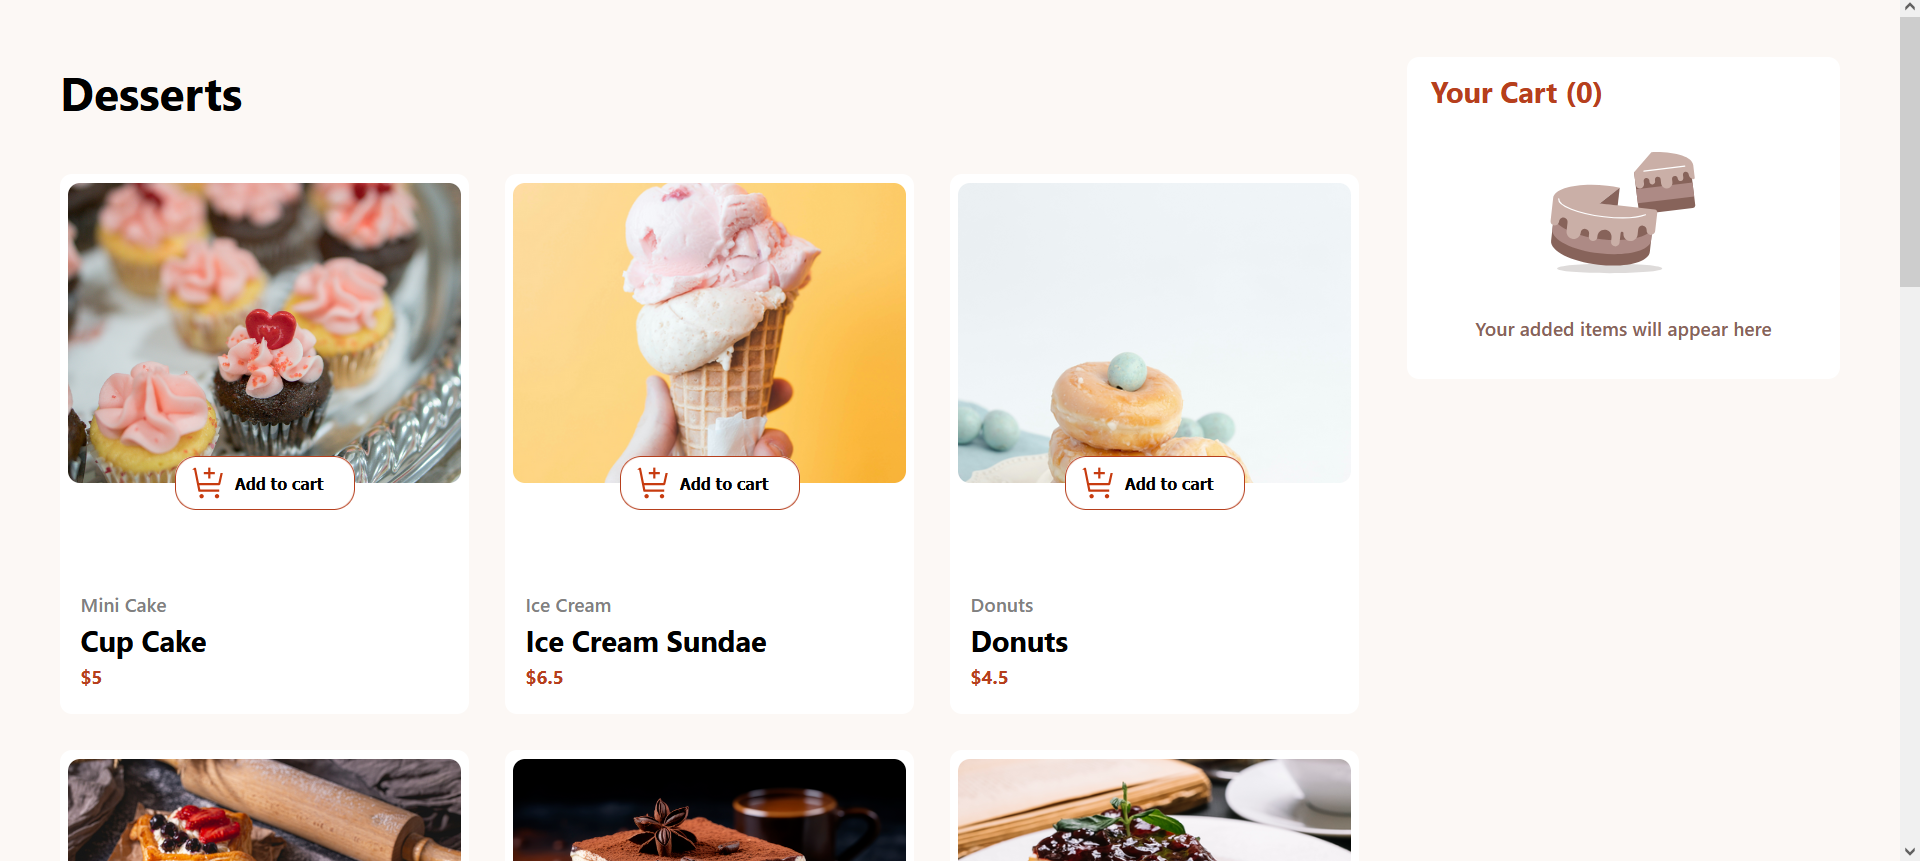 Desserts
Your Cart (0)
Your added items will appear here
Add to cart
Mini Cake
Cup Cake
$5
Add to cart
Ice Cream
Ice Cream Sundae
$6.5
Add to cart
Donuts
Donuts
$4.5